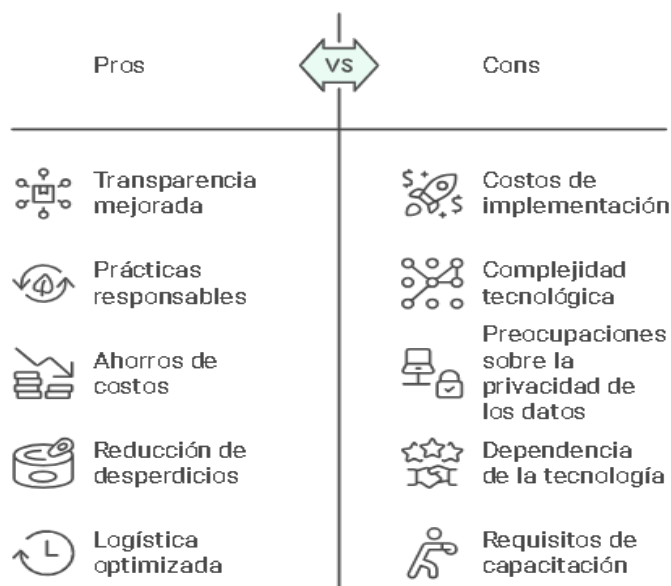 Pros
VS
Cons
Transparencia
mejorada
Prácticas
responsables
Ahorros de
costos
Reducción de
desperdicios
Logística
optimizada
Costos de
implementación
Complejidad
tecnológica
Preocupaciones
sobre la
privacidad de
los datos
Dependencia
de la tecnología
Requisitos de
capacitación